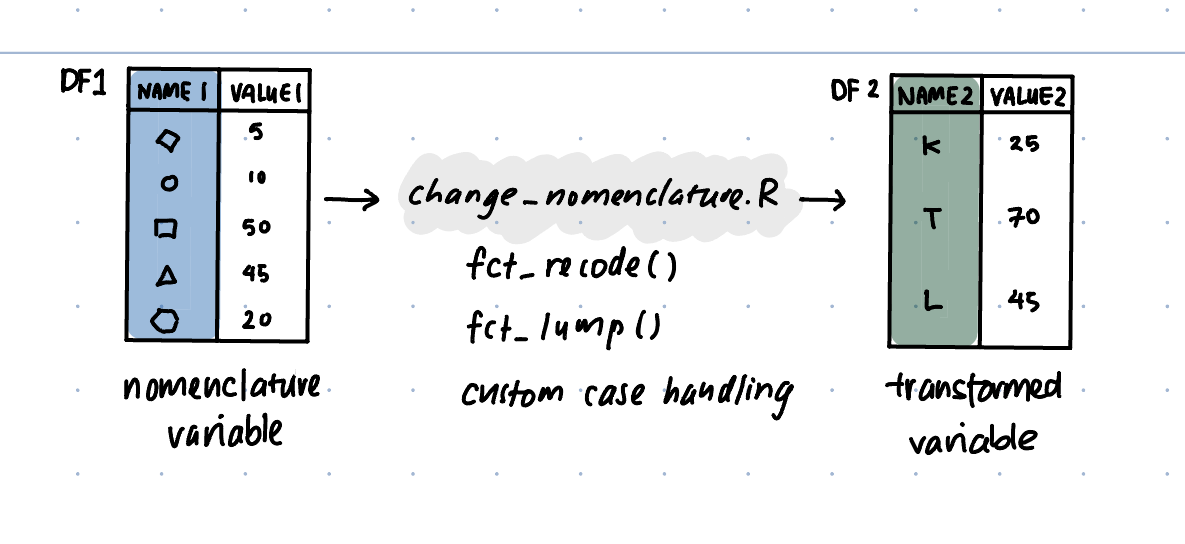 DF1
NAME 1 VALUE1
5
10
50
45
20
nomenclature
variable
change_nomenclature.R
fct_recode()
fct_lump()
custom case handling
DF 2
NAME2 VALUE2
K 25
T 70
L 45
transformed
variable